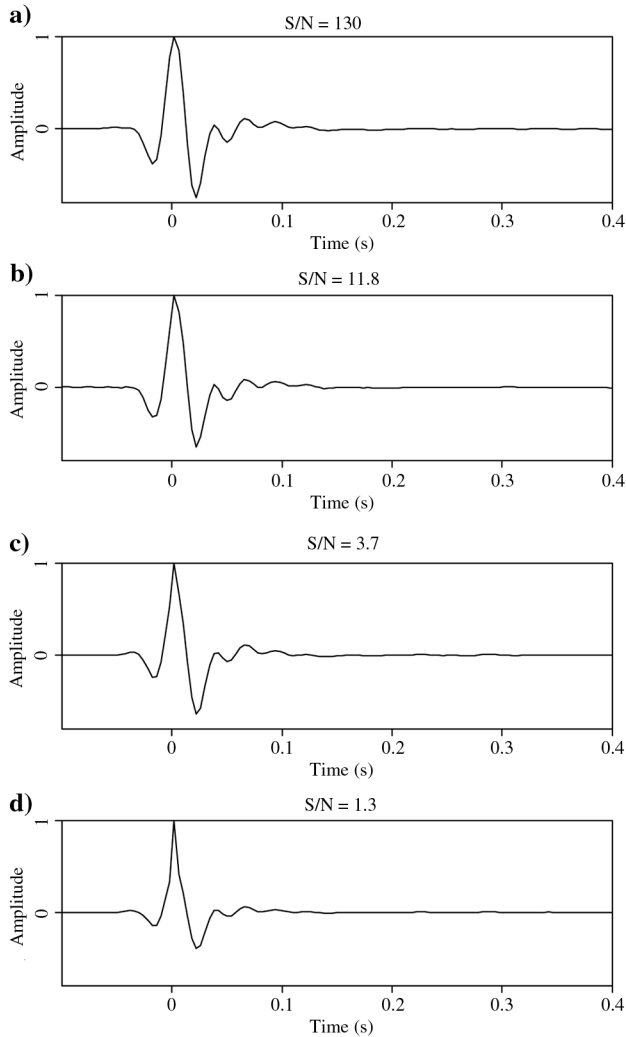 a)
S/N = 130
1
0
Amplitude
0 0.1 0.2 0.3 0.4
Time (s)
b)
S/N = 11.8
1
0
Amplitude
0 0.1 0.2 0.3 0.4
Time (s)
c)
S/N = 3.7
1
0
Amplitude
0 0.1 0.2 0.3 0.4
Time (s)
d)
S/N = 1.3
1
0
Amplitude
0 0.1 0.2 0.3 0.4
Time (s)